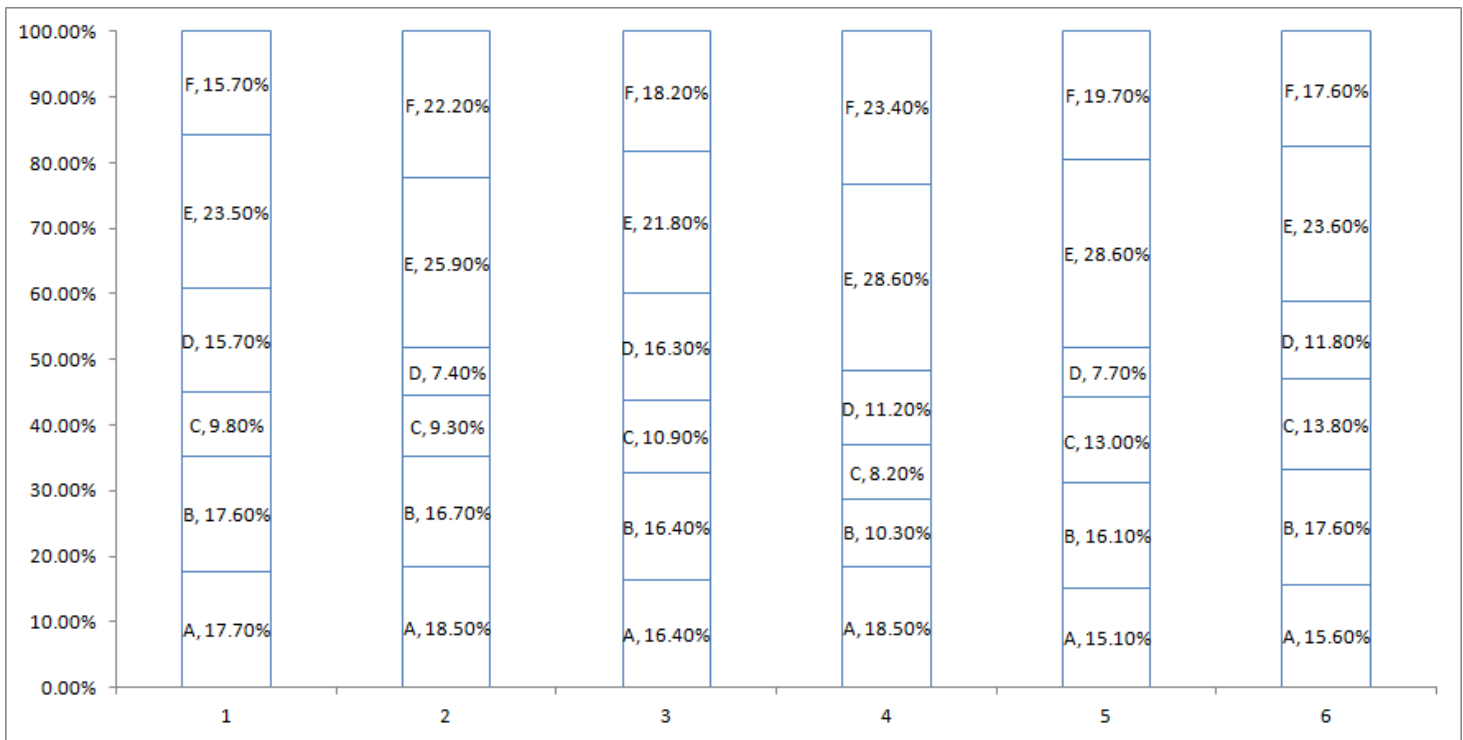 100.00%
90.00%
80.00%
70.00%
60.00%
50.00%
40.00%
30.00%
20.00%
10.00%
0.00%
F, 15.70%
E, 23.50%
D, 15.70%
C, 9.80%
B, 17.60%
A, 17.70%
F, 22.20%
E, 25.90%
D, 7.40%
C, 9.30%
B, 16.70%
A, 18.50%
F, 18.20%
E, 21.80%
D, 16.30%
C, 10.90%
B, 16.40%
A, 16.40%
F, 23.40%
E, 28.60%
D, 11.20%
C, 8.20%
B, 10.30%
A, 18.50%
F, 19.70%
E, 28.60%
D, 7.70%
C, 13.00%
B, 16.10%
A, 15.10%
F, 17.60%
E, 23.60%
D, 11.80%
C, 13.80%
B, 17.60%
A, 15.60%
1 2 3 4 5 6